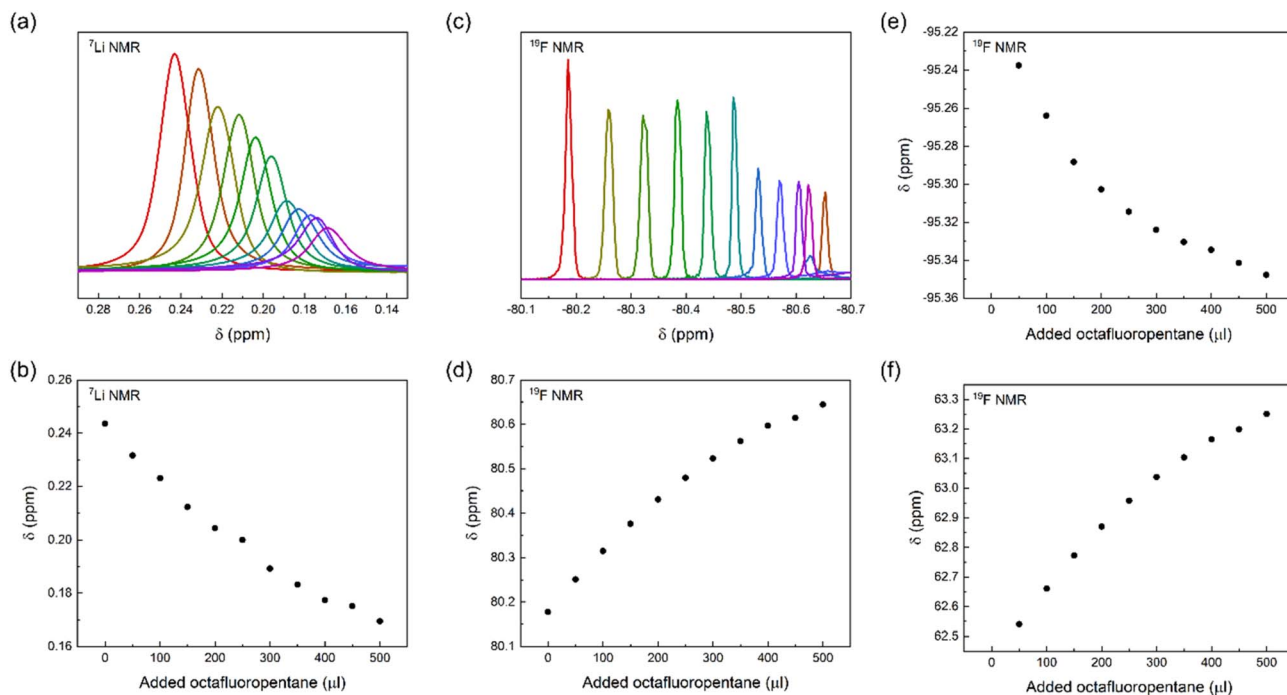 (a)
⁷Li NMR
0.28 0.26 0.24 0.22 0.20 0.18 0.16 0.14
δ (ppm)
(c)
¹⁹F NMR
-80.1 -80.2 -80.3 -80.4 -80.5 -80.6 -80.7
δ (ppm)
(e)
¹⁹F NMR
-95.22
-95.24
-95.26
-95.28
-95.30
-95.32
-95.34
-95.36
δ (ppm)
0 100 200 300 400 500
Added octafluoropentane (μl)
(b)
⁷Li NMR
0.26
0.24
0.22
0.20
0.18
0.16
δ (ppm)
0 100 200 300 400 500
Added octafluoropentane (μl)
(d)
¹⁹F NMR
80.7
80.6
80.5
80.4
80.3
80.2
80.1
δ (ppm)
0 100 200 300 400 500
Added octafluoropentane (μl)
(f)
¹⁹F NMR
63.3
63.2
63.1
63.0
62.9
62.8
62.7
62.6
62.5
δ (ppm)
0 100 200 300 400 500
Added octafluoropentane (μl)